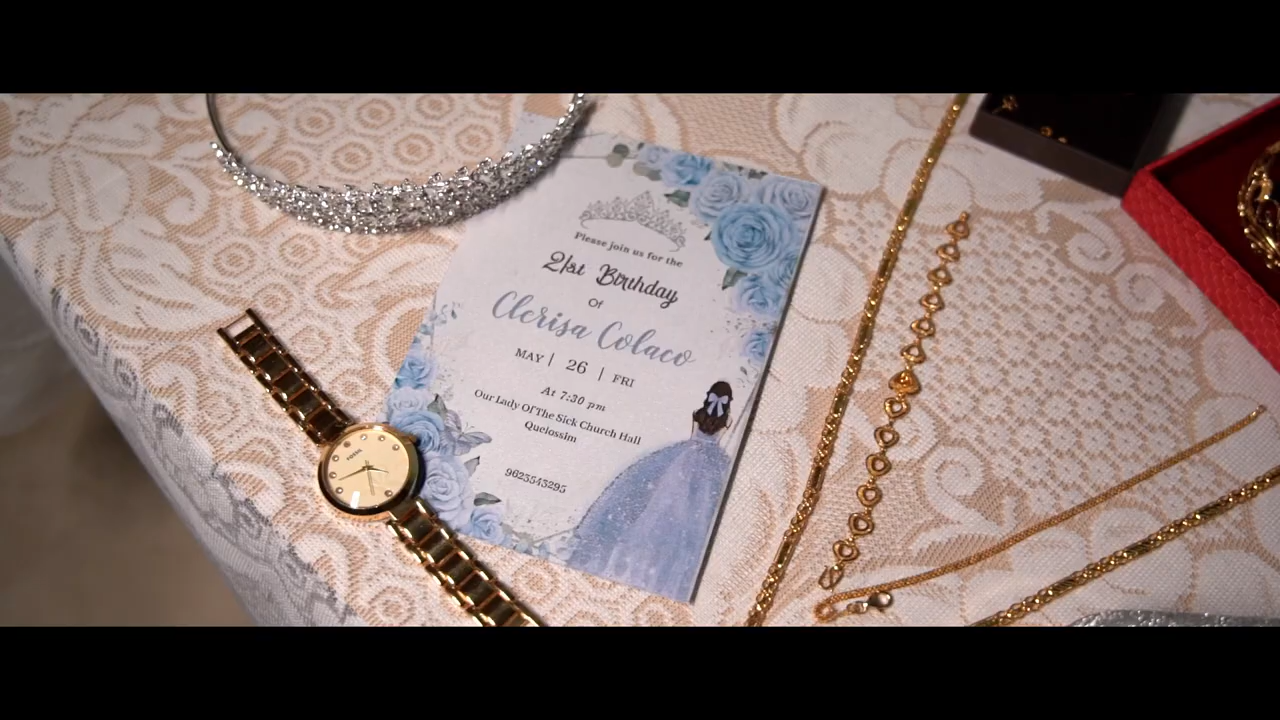 Please join us for the
21st Birthday
Of
Clerisa Colaco
MAY | 26 | FRI
At 7:30 pm
Our Lady Of The Sick Church Hall
Quelossim
9623543295
FOSSIL